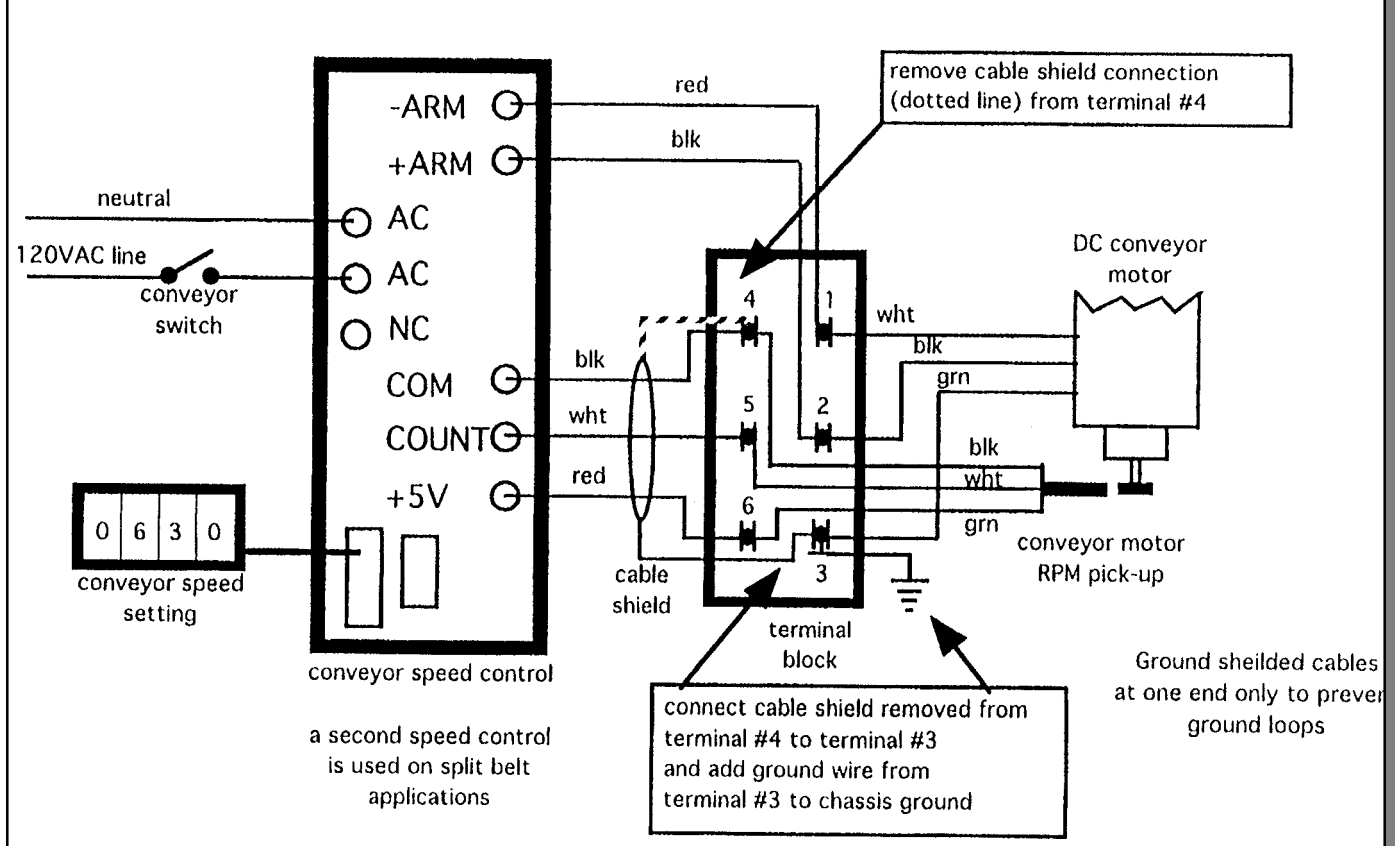 remove cable shield connection
(dotted line) from terminal #4
red
-ARM
blk
+ARM
neutral
AC
120VAC line
AC
conveyor
switch
NC
DC conveyor
motor
4
1
wht
blk
COM
blk
grn
5
2
wht
COUNT
blk
wht
red
+5V
6
grn
0 6 3 0
conveyor speed
setting
conveyor motor
RPM pick-up
cable
shield
3
terminal
block
conveyor speed control
Ground sheilded cables
at one end only to prever
ground loops
connect cable shield removed from
terminal #4 to terminal #3
and add ground wire from
terminal #3 to chassis ground
a second speed control
is used on split belt
applications